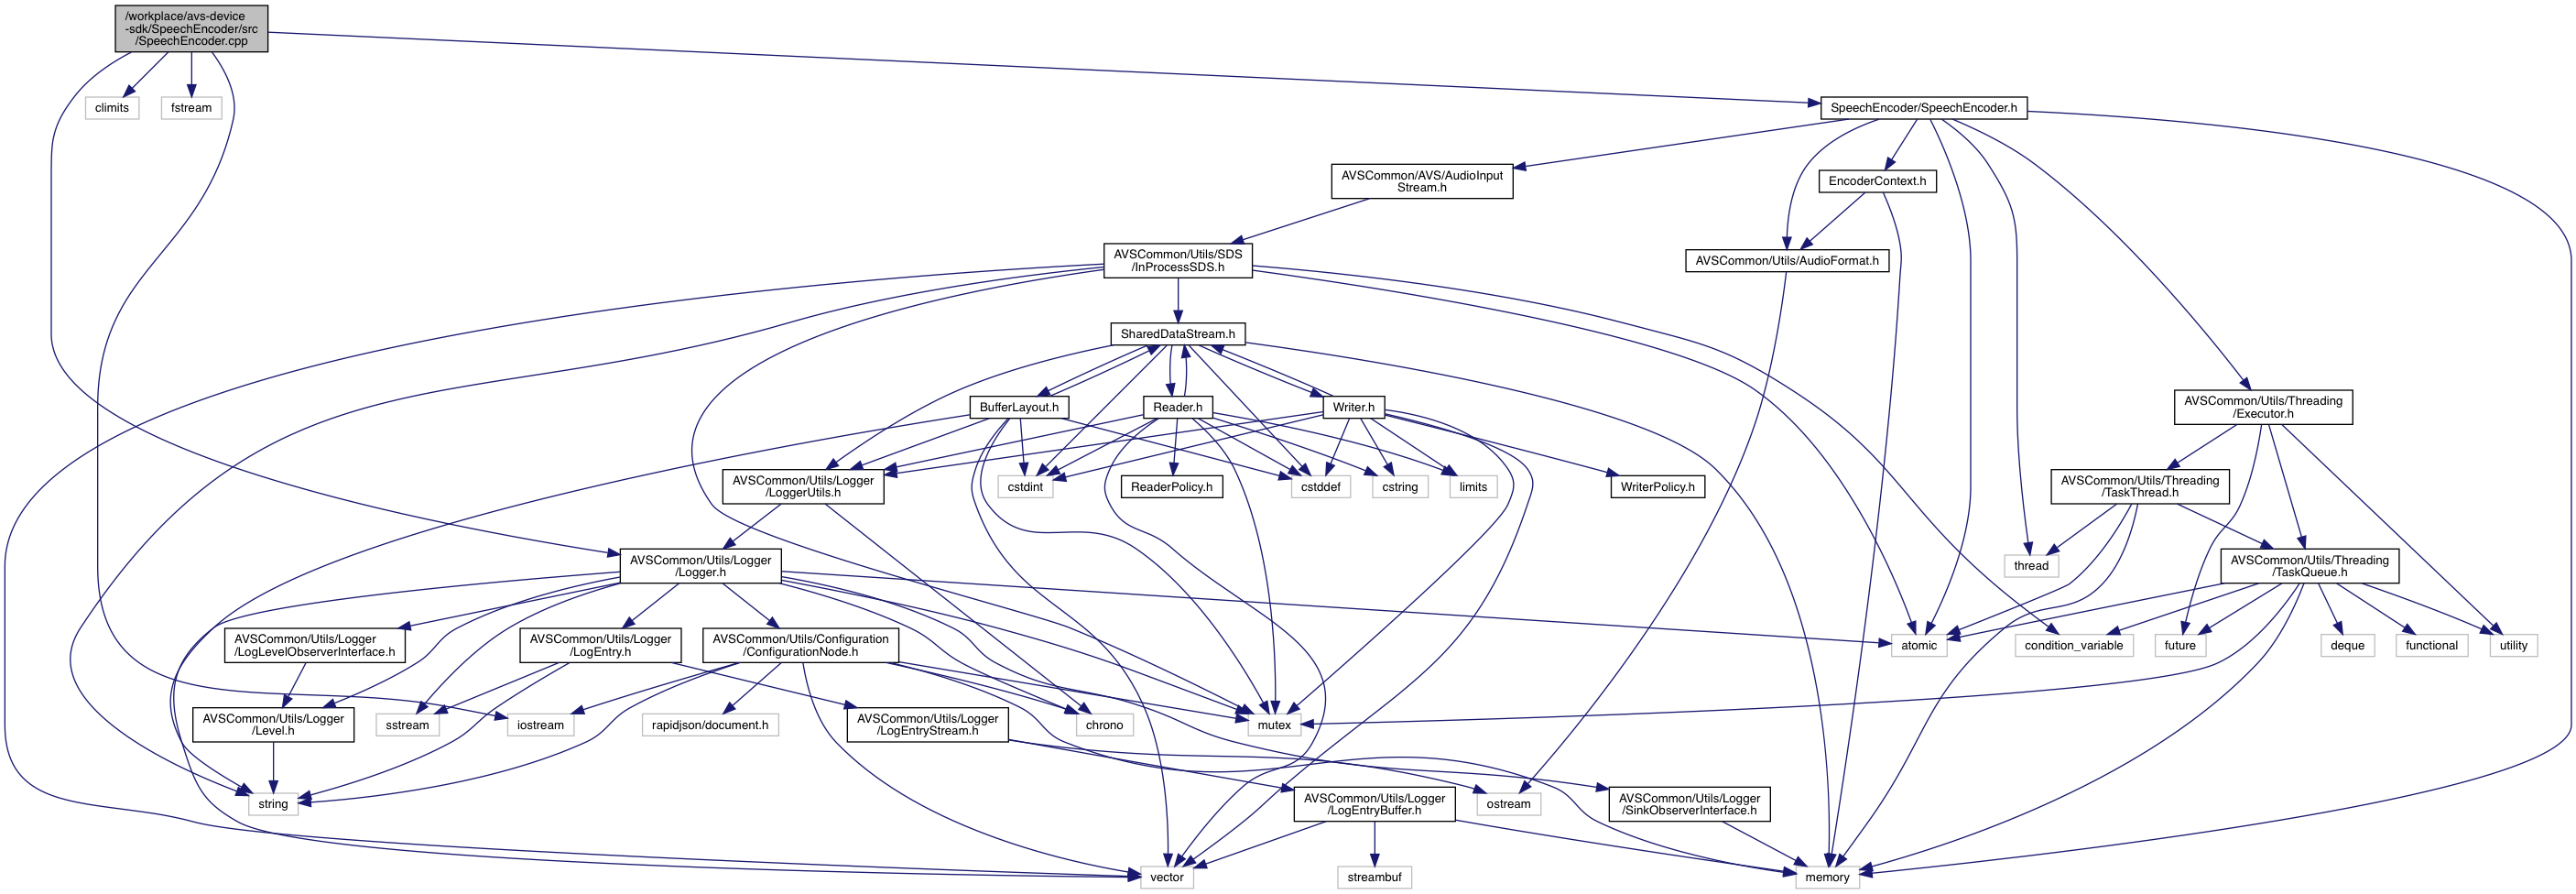 /workplace/avs-device
-sdk/SpeechEncoder/src
/SpeechEncoder.cpp
climits
fstream
SpeechEncoder/SpeechEncoder.h
AVSCommon/AVS/AudioInput
Stream.h
EncoderContext.h
AVSCommon/Utils/SDS
/InProcessSDS.h
AVSCommon/Utils/AudioFormat.h
SharedDataStream.h
BufferLayout.h
Reader.h
Writer.h
AVSCommon/Utils/Threading
/Executor.h
AVSCommon/Utils/Logger
/LoggerUtils.h
cstdint
ReaderPolicy.h
cstddef
cstring
limits
WriterPolicy.h
AVSCommon/Utils/Threading
/TaskThread.h
AVSCommon/Utils/Logger
/Logger.h
thread
AVSCommon/Utils/Threading
/TaskQueue.h
AVSCommon/Utils/Logger
/LogLevelObserverInterface.h
AVSCommon/Utils/Logger
/LogEntry.h
AVSCommon/Utils/Configuration
/ConfigurationNode.h
atomic
condition_variable
future
deque
functional
utility
AVSCommon/Utils/Logger
/Level.h
sstream
iostream
rapidjson/document.h
AVSCommon/Utils/Logger
/LogEntryStream.h
chrono
mutex
string
AVSCommon/Utils/Logger
/LogEntryBuffer.h
ostream
AVSCommon/Utils/Logger
/SinkObserverInterface.h
vector
streambuf
memory